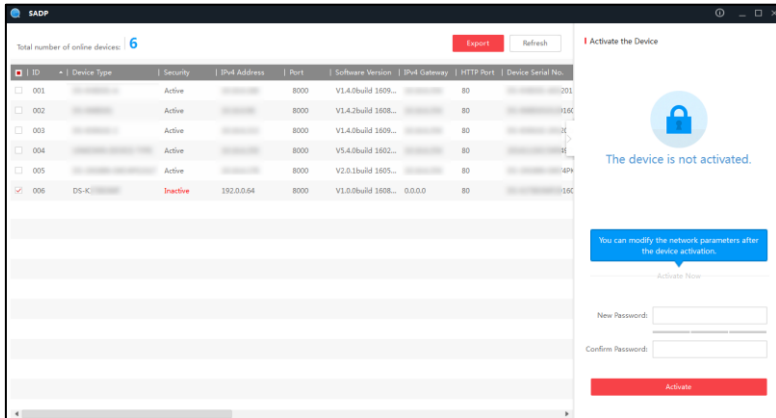 SADP
Total number of online devices: 6
Export
Refresh
ID | Device Type | Security | IPv4 Address | Port | Software Version | IPv4 Gateway | HTTP Port | Device Serial No.
001 Active 8000 V1.4.0build 1609... 80 201
002 Active 8000 V1.4.2build 1608... 80
003 Active 8000 V1.4.0build 1609... 80
004 Active 8000 V5.4.0build 1602... 80
005 Active 8000 V2.0.1build 1605... 80
006 DS-K Inactive 192.0.0.64 8000 V1.0.0build 1608... 0.0.0.0 80
Activate the Device
The device is not activated.
You can modify the network parameters after
the device activation.
Activate Now
New Password:
Confirm Password:
Activate